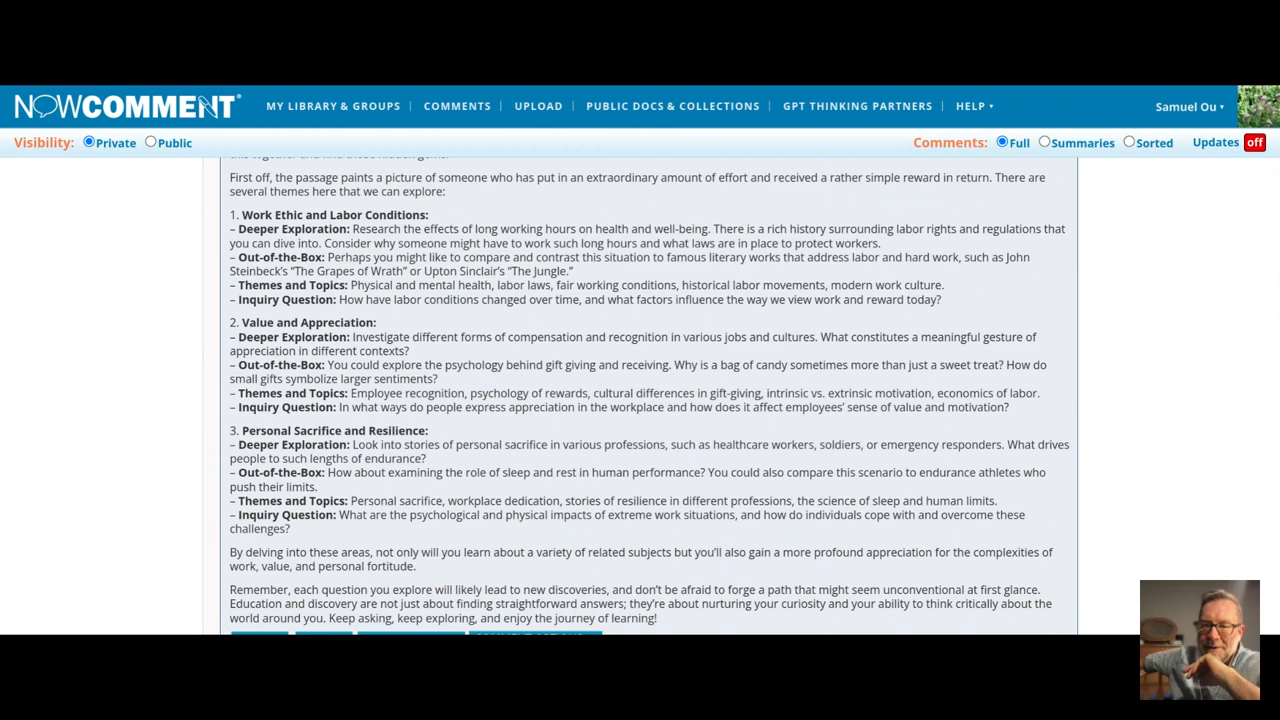 NOWCOMMENT®
MY LIBRARY & GROUPS | COMMENTS | UPLOAD | PUBLIC DOCS & COLLECTIONS | GPT THINKING PARTNERS | HELP ▾
Samuel Ou ▾
Visibility: Private Public
Comments: Full Summaries Sorted Updates off
First off, the passage paints a picture of someone who has put in an extraordinary amount of effort and received a rather simple reward in return. There are
several themes here that we can explore:
1. Work Ethic and Labor Conditions:
– Deeper Exploration: Research the effects of long working hours on health and well-being. There is a rich history surrounding labor rights and regulations that
you can dive into. Consider why someone might have to work such long hours and what laws are in place to protect workers.
– Out-of-the-Box: Perhaps you might like to compare and contrast this situation to famous literary works that address labor and hard work, such as John
Steinbeck's “The Grapes of Wrath” or Upton Sinclair's “The Jungle.”
– Themes and Topics: Physical and mental health, labor laws, fair working conditions, historical labor movements, modern work culture.
– Inquiry Question: How have labor conditions changed over time, and what factors influence the way we view work and reward today?
2. Value and Appreciation:
– Deeper Exploration: Investigate different forms of compensation and recognition in various jobs and cultures. What constitutes a meaningful gesture of
appreciation in different contexts?
– Out-of-the-Box: You could explore the psychology behind gift giving and receiving. Why is a bag of candy sometimes more than just a sweet treat? How do
small gifts symbolize larger sentiments?
– Themes and Topics: Employee recognition, psychology of rewards, cultural differences in gift-giving, intrinsic vs. extrinsic motivation, economics of labor.
– Inquiry Question: In what ways do people express appreciation in the workplace and how does it affect employees’ sense of value and motivation?
3. Personal Sacrifice and Resilience:
– Deeper Exploration: Look into stories of personal sacrifice in various professions, such as healthcare workers, soldiers, or emergency responders. What drives
people to such lengths of endurance?
– Out-of-the-Box: How about examining the role of sleep and rest in human performance? You could also compare this scenario to endurance athletes who
push their limits.
– Themes and Topics: Personal sacrifice, workplace dedication, stories of resilience in different professions, the science of sleep and human limits.
– Inquiry Question: What are the psychological and physical impacts of extreme work situations, and how do individuals cope with and overcome these
challenges?
By delving into these areas, not only will you learn about a variety of related subjects but you’ll also gain a more profound appreciation for the complexities of
work, value, and personal fortitude.
Remember, each question you explore will likely lead to new discoveries, and don’t be afraid to forge a path that might seem unconventional at first glance.
Education and discovery are not just about finding straightforward answers; they’re about nurturing your curiosity and your ability to think critically about the
world around you. Keep asking, keep exploring, and enjoy the journey of learning!